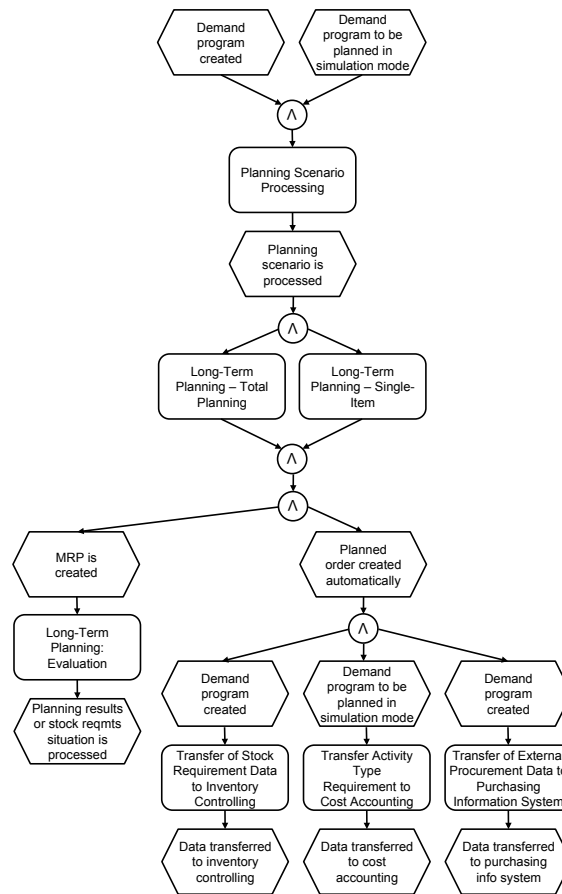 Demand
program
created
Demand
program to be
planned in
simulation mode
Λ
Planning Scenario
Processing
Planning
scenario is
processed
Λ
Long-Term
Planning – Total
Planning
Long-Term
Planning – Single-
Item
Λ
Λ
MRP is
created
Planned
order created
automatically
Long-Term
Planning:
Evaluation
Planning results
or stock reqmts
situation is
processed
Λ
Demand
program
created
Demand
program to be
planned in
simulation mode
Demand
program
created
Transfer of Stock
Requirement Data
to Inventory
Controlling
Transfer Activity
Type
Requirement to
Cost Accounting
Transfer of External
Procurement Data to
Purchasing
Information System
Data transferred
to inventory
controlling
Data transferred
to cost
accounting
Data transferred
to purchasing
info system